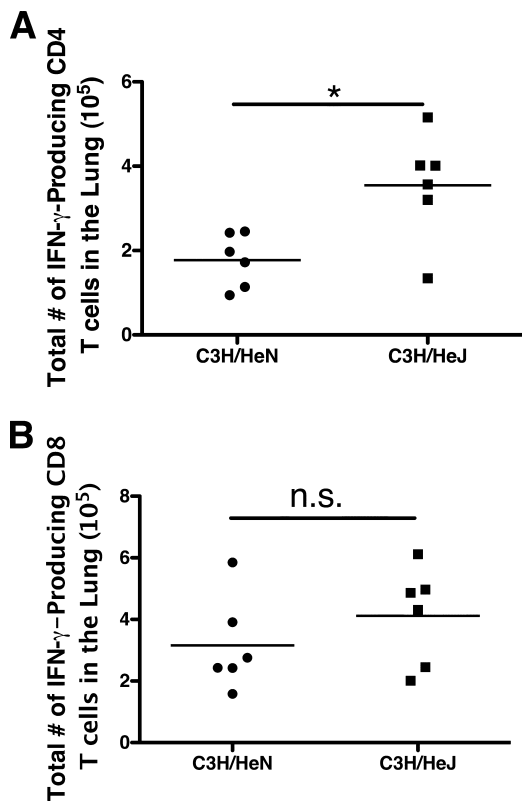 A
Total # of IFN-γ-Producing CD4
T cells in the Lung (10⁵)
6
4
2
0
*
C3H/HeN
C3H/HeJ
B
Total # of IFN-γ−Producing CD8
T cells in the Lung (10⁵)
8
6
4
2
0
n.s.
C3H/HeN
C3H/HeJ